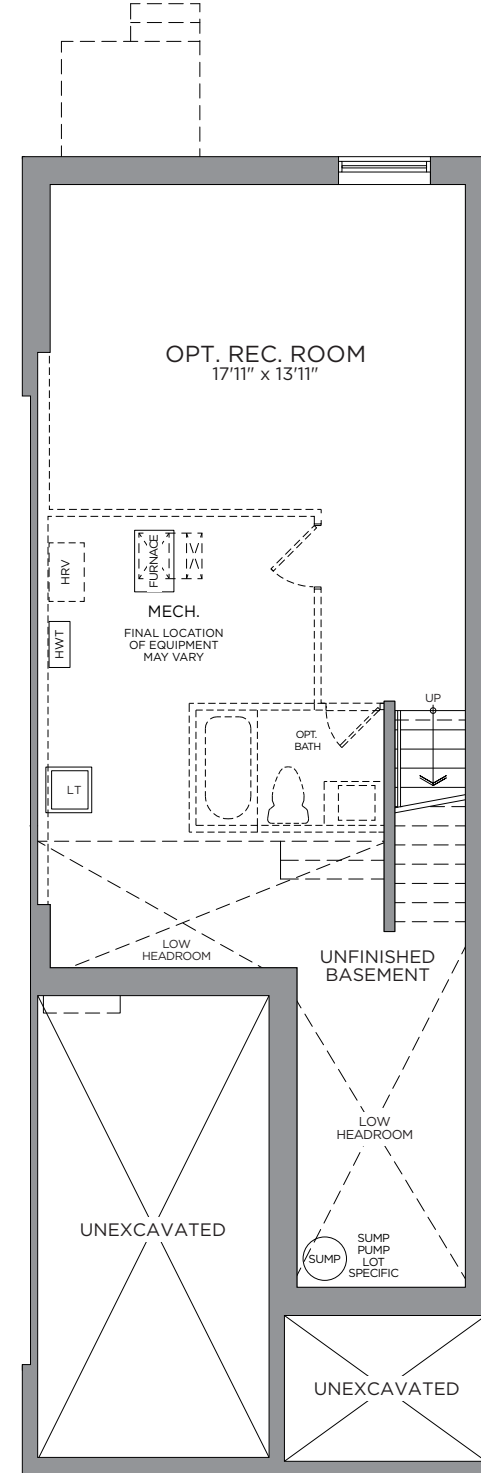 OPT. REC. ROOM
17'11" x 13'11"
HRV
FURNACE
MECH.
FINAL LOCATION
OF EQUIPMENT
MAY VARY
HWT
UP
OPT.
BATH
LT
LOW
HEADROOM
UNFINISHED
BASEMENT
LOW
HEADROOM
SUMP
SUMP
PUMP
LOT
SPECIFIC
UNEXCAVATED
UNEXCAVATED